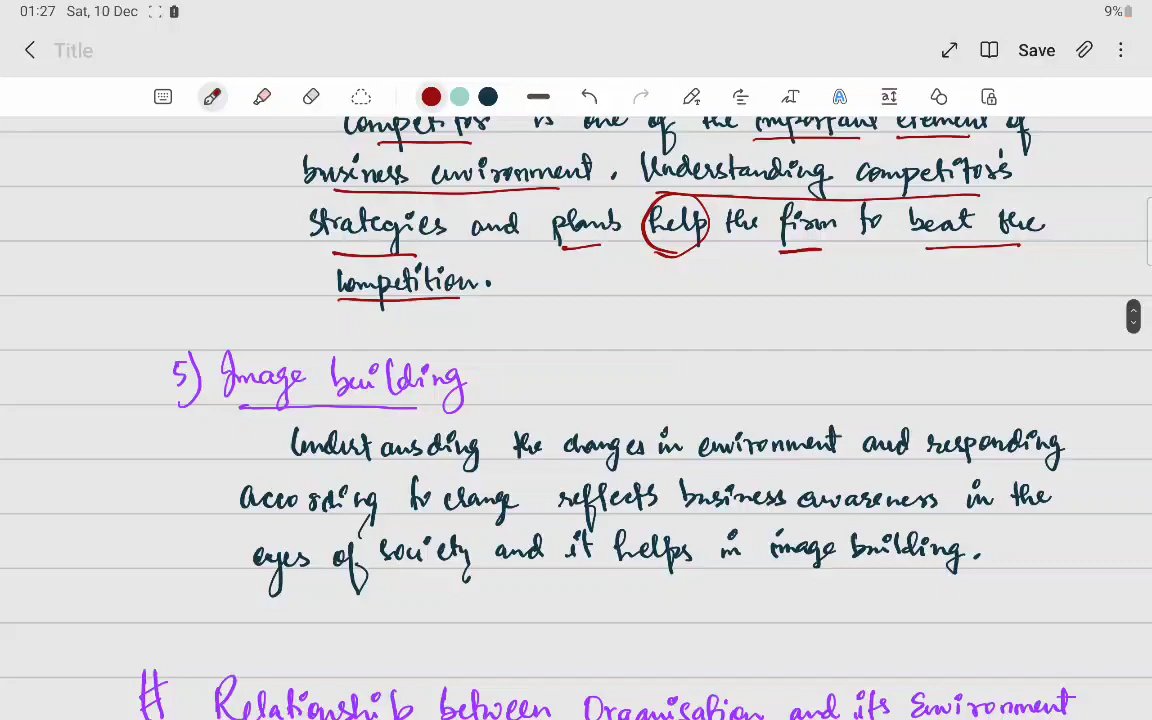 01:27 Sat, 10 Dec
9%
Title
Save
Competitor is one of the important element of
business environment. Understanding competitor's
strategies and plans help the firm to beat the
competition.
5) Image building
Understansding the changes in environment and responding
according to change reflects business awareness in the
eyes of society and it helps in image building.
# Relationship between Organisation and its Environment